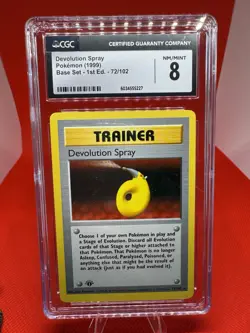 CGC
CERTIFIED GUARANTY COMPANY
Devolution Spray
Pokémon (1999)
Base Set - 1st Ed. - 72/102
6034655227
NM/MINT
8
TRAINER
Devolution Spray
Choose 1 of your own Pokémon in play and
a Stage of Evolution. Discard all Evolution
cards of that Stage or higher attached to
that Pokémon. That Pokémon is no longer
Asleep, Confused, Paralyzed, Poisoned, or
anything else that might be the result of
an attack (just as if you had evolved it).